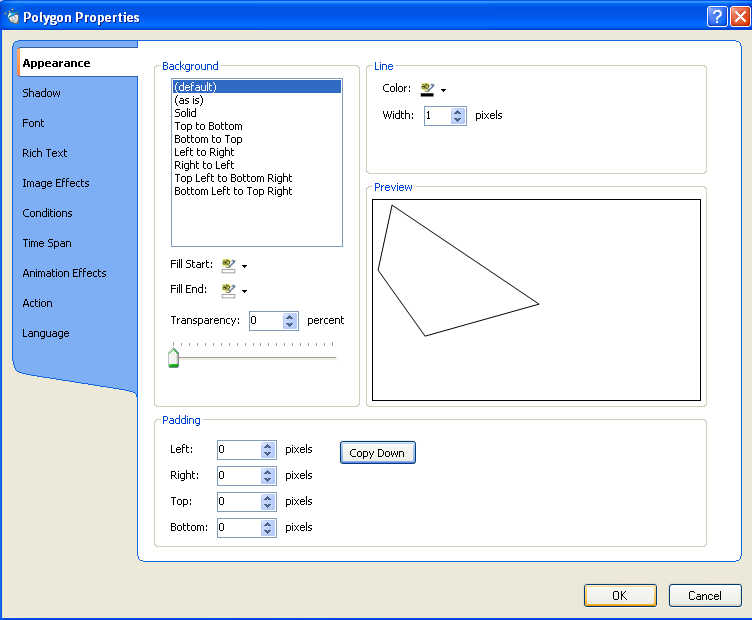 Polygon Properties
Appearance
Shadow
Font
Rich Text
Image Effects
Conditions
Time Span
Animation Effects
Action
Language
Background
(default)
(as is)
Solid
Top to Bottom
Bottom to Top
Left to Right
Right to Left
Top Left to Bottom Right
Bottom Left to Top Right
Fill Start:
Fill End:
Transparency: 0 percent
Line
Color:
Width: 1 pixels
Preview
Padding
Left: 0 pixels Copy Down
Right: 0 pixels
Top: 0 pixels
Bottom: 0 pixels
OK Cancel